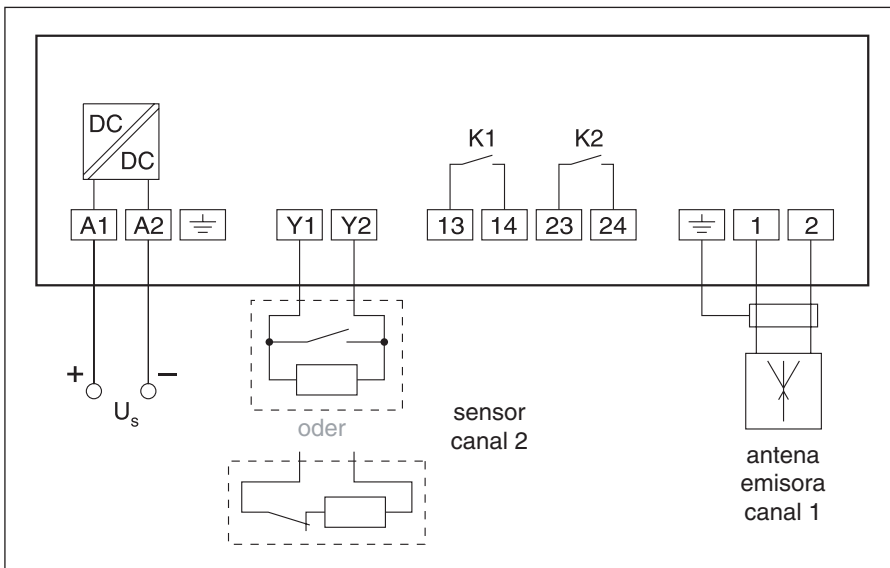 DC
DC
K1
K2
A1 A2 Y1 Y2 13 14 23 24 1 2
+ −
Us
oder
sensor
canal 2
antena
emisora
canal 1